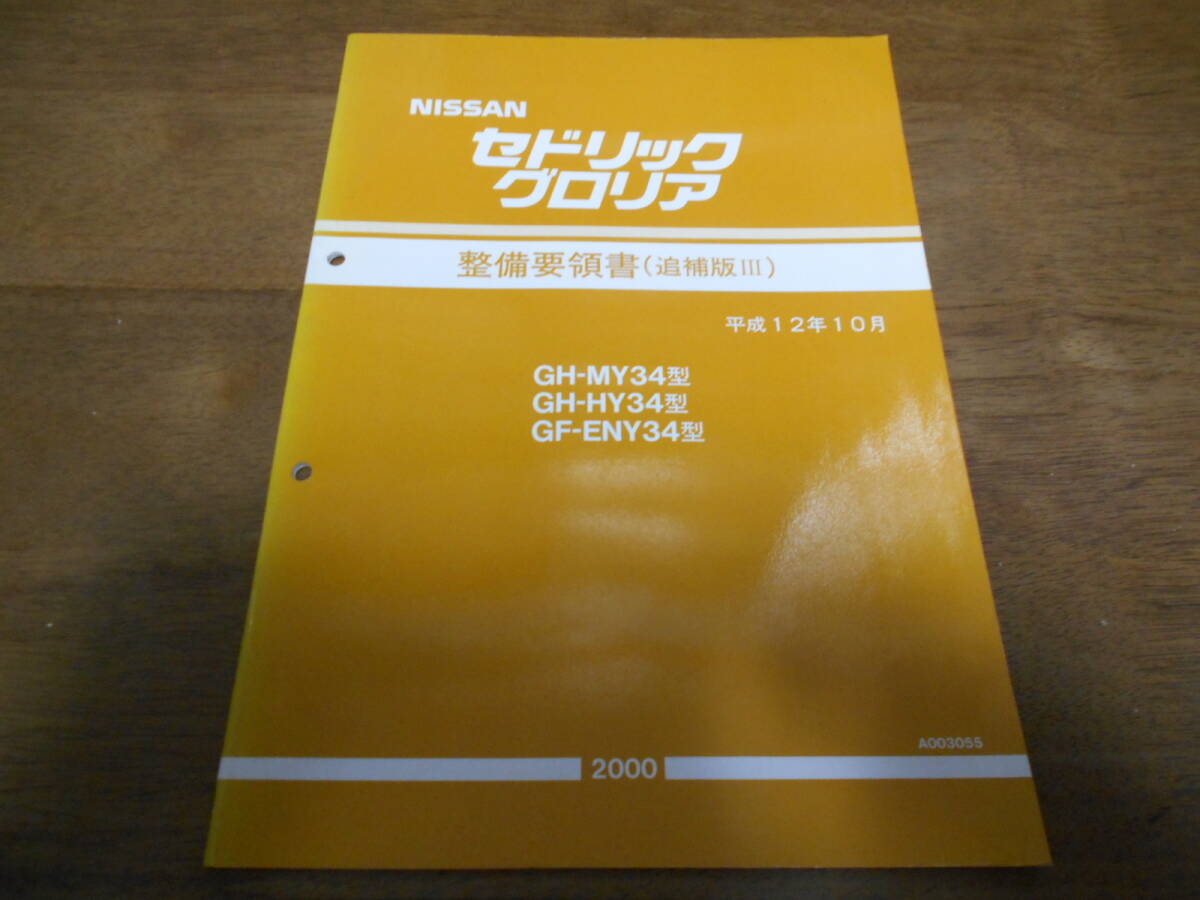 NISSAN
セドリック
グロリア
整備要領書(追補版III)
平成12年10月
GH-MY34型
GH-HY34型
GF-ENY34型
A003055
2000